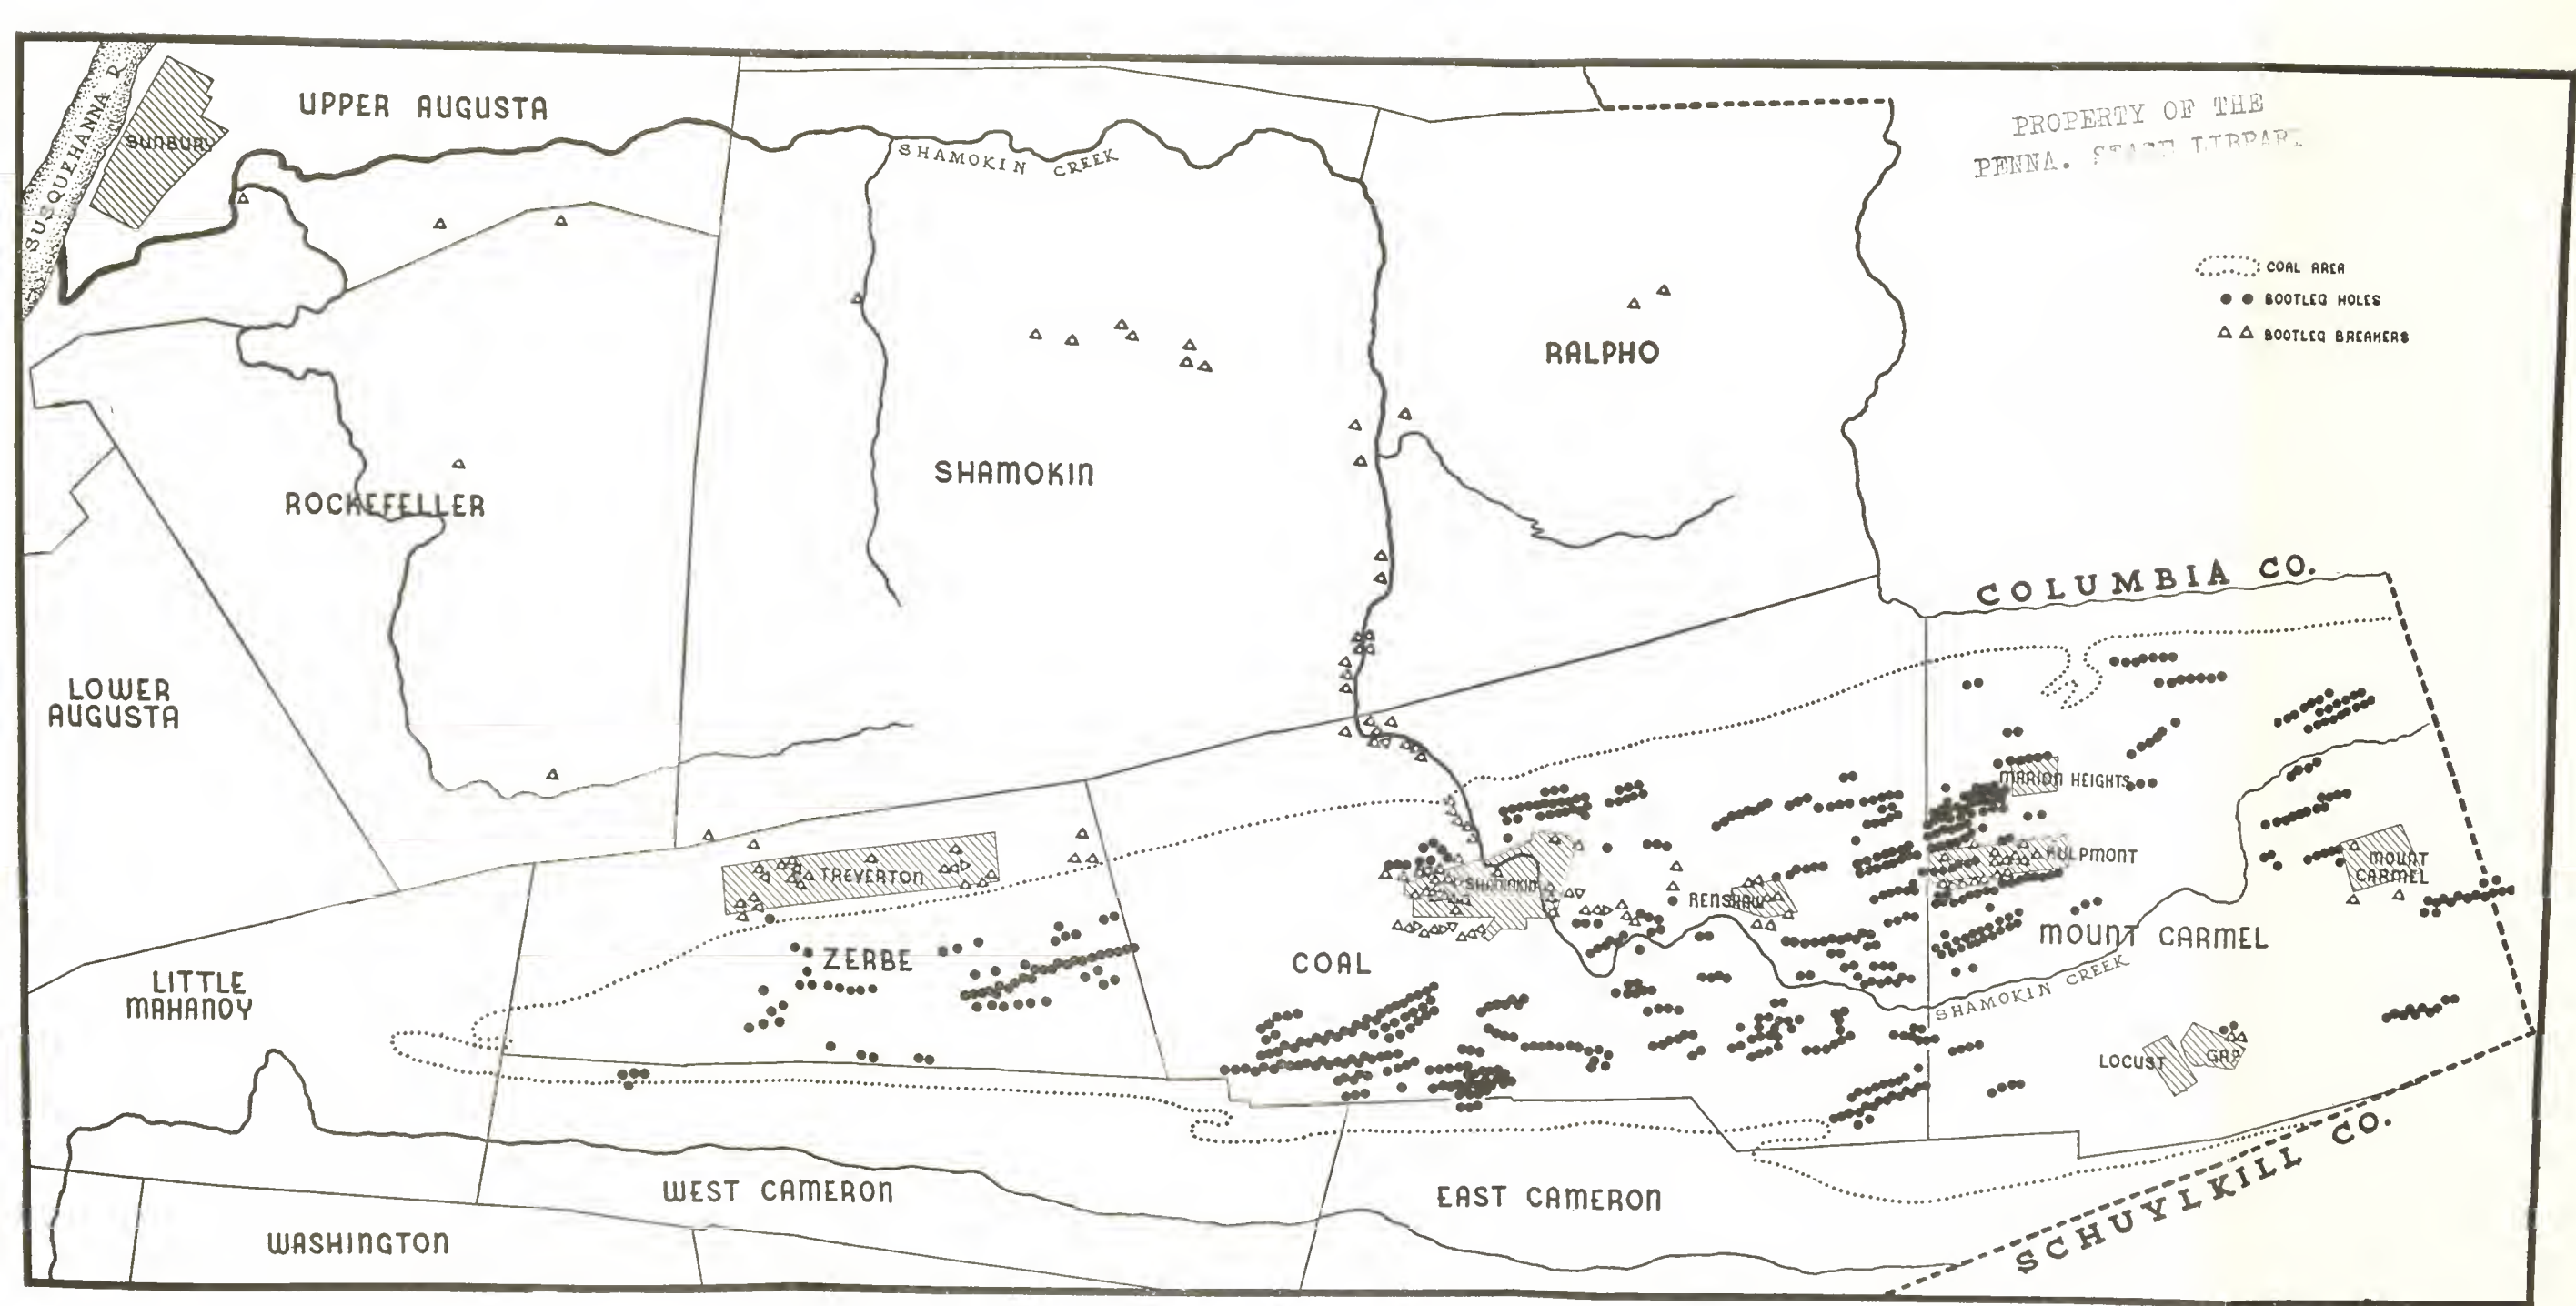 UPPER AUGUSTA
SUSQUEHANNA R
SUNBURY
SHAMOKIN CREEK
PROPERTY OF THE
PENNA. STATE LIBRARY
COAL AREA
BOOTLEG HOLES
BOOTLEG BREAKERS
RALPHO
SHAMOKIN
ROCKEFELLER
COLUMBIA CO.
LOWER
AUGUSTA
MARION HEIGHTS
KULPMONT
MOUNT
CARMEL
TREVERTON
SHAMOKIN
RENSHAW
ZERBE
COAL
MOUNT CARMEL
LITTLE
MAHANOY
SHAMOKIN CREEK
LOCUST GAP
WEST CAMERON
EAST CAMERON
WASHINGTON
SCHUYLKILL CO.